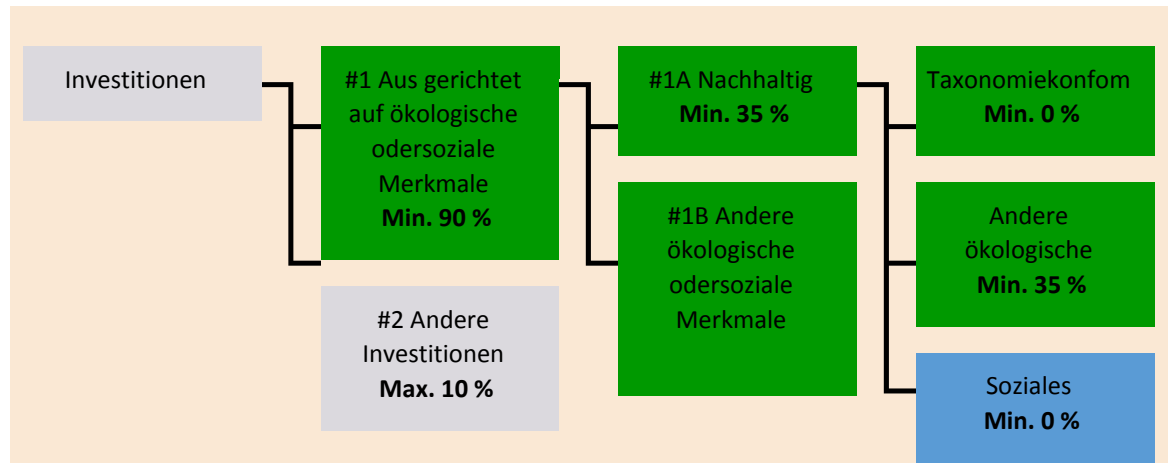 Investitionen
#1 Aus gerichtet
auf ökologische
odersoziale
Merkmale
Min. 90 %
#2 Andere
Investitionen
Max. 10 %
#1A Nachhaltig
Min. 35 %
#1B Andere
ökologische
odersoziale
Merkmale
Taxonomiekonfom
Min. 0 %
Andere
ökologische
Min. 35 %
Soziales
Min. 0 %